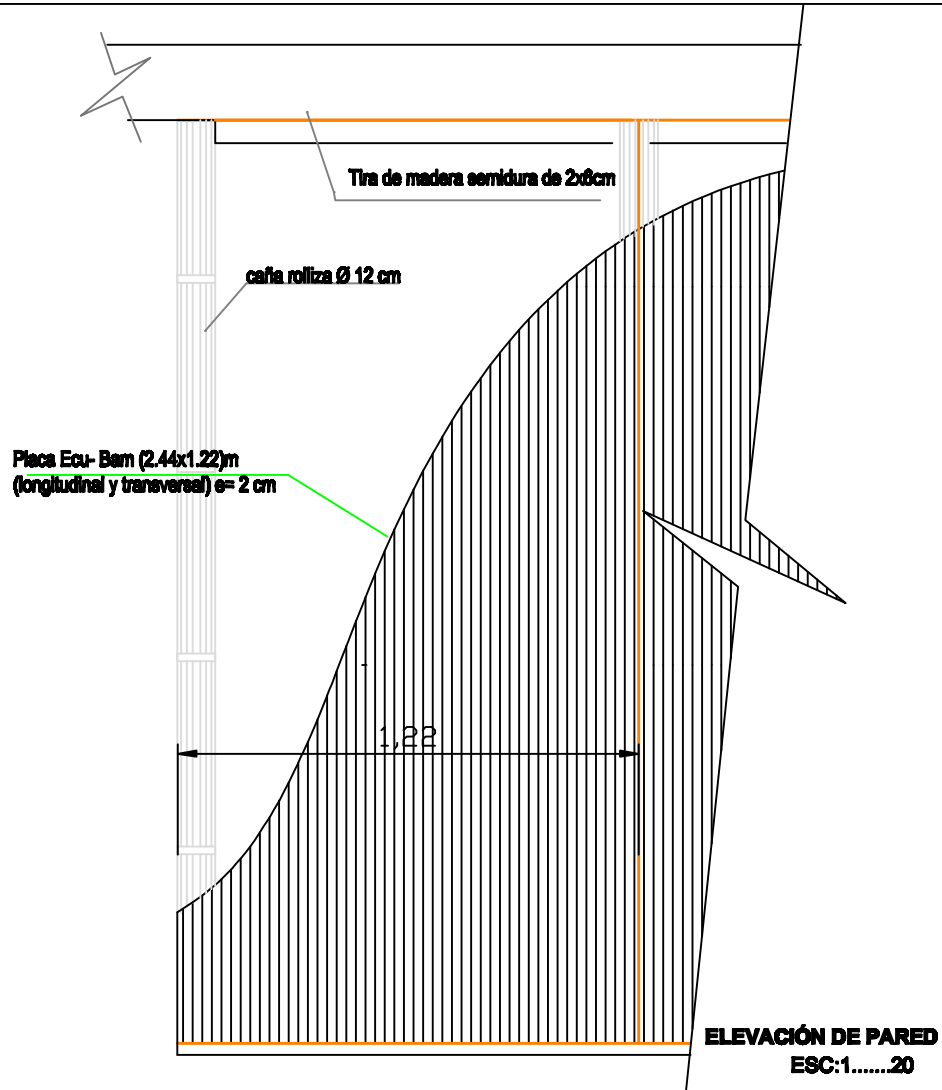 Tira de madera semidura de 2x6cm
caña rolliza Ø 12 cm
Placa Ecu- Bam (2.44x1.22)m
(longitudinal y transversal) e= 2 cm
1,22
ELEVACIÓN DE PARED
ESC:1.......20